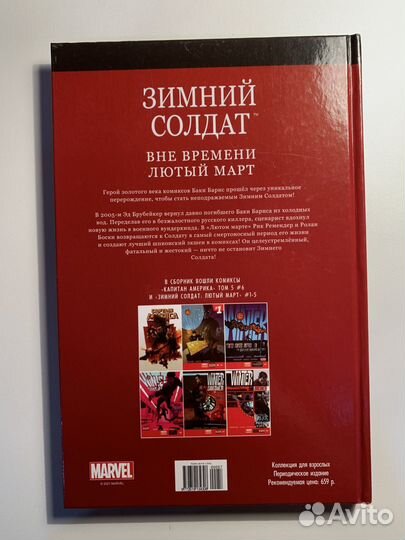 ЗИМНИЙ
СОЛДАТ™
ВНЕ ВРЕМЕНИ
ЛЮТЫЙ МАРТ
Герой золотого века комиксов Баки Барнс прошёл через уникальное
перерождение, чтобы стать неподражаемым Зимним Солдатом!
В 2005-м Эд Брубейкер вернул давно погибшего Баки Барнса из холодных
вод. Переделав его в безжалостного русского киллера, сценарист вдохнул
новую жизнь в военного вундеркинда. В «Лютом марте» Рик Ремендер и Ролан
Боски возвращаются к Солдату в самый смертоносный период его жизни
и создают лучший шпионский экшен в комиксах! Он целеустремлённый,
фатальный и жестокий — ничто не остановит Зимнего
Солдата!
В СБОРНИК ВОШЛИ КОМИКСЫ
«КАПИТАН АМЕРИКА» ТОМ 5 #6
И «ЗИМНИЙ СОЛДАТ: ЛЮТЫЙ МАРТ» #1-5
MARVEL
© 2021 MARVEL
Коллекция для взрослых
Периодическое издание
Рекомендуемая цена: 659 р.
Avito